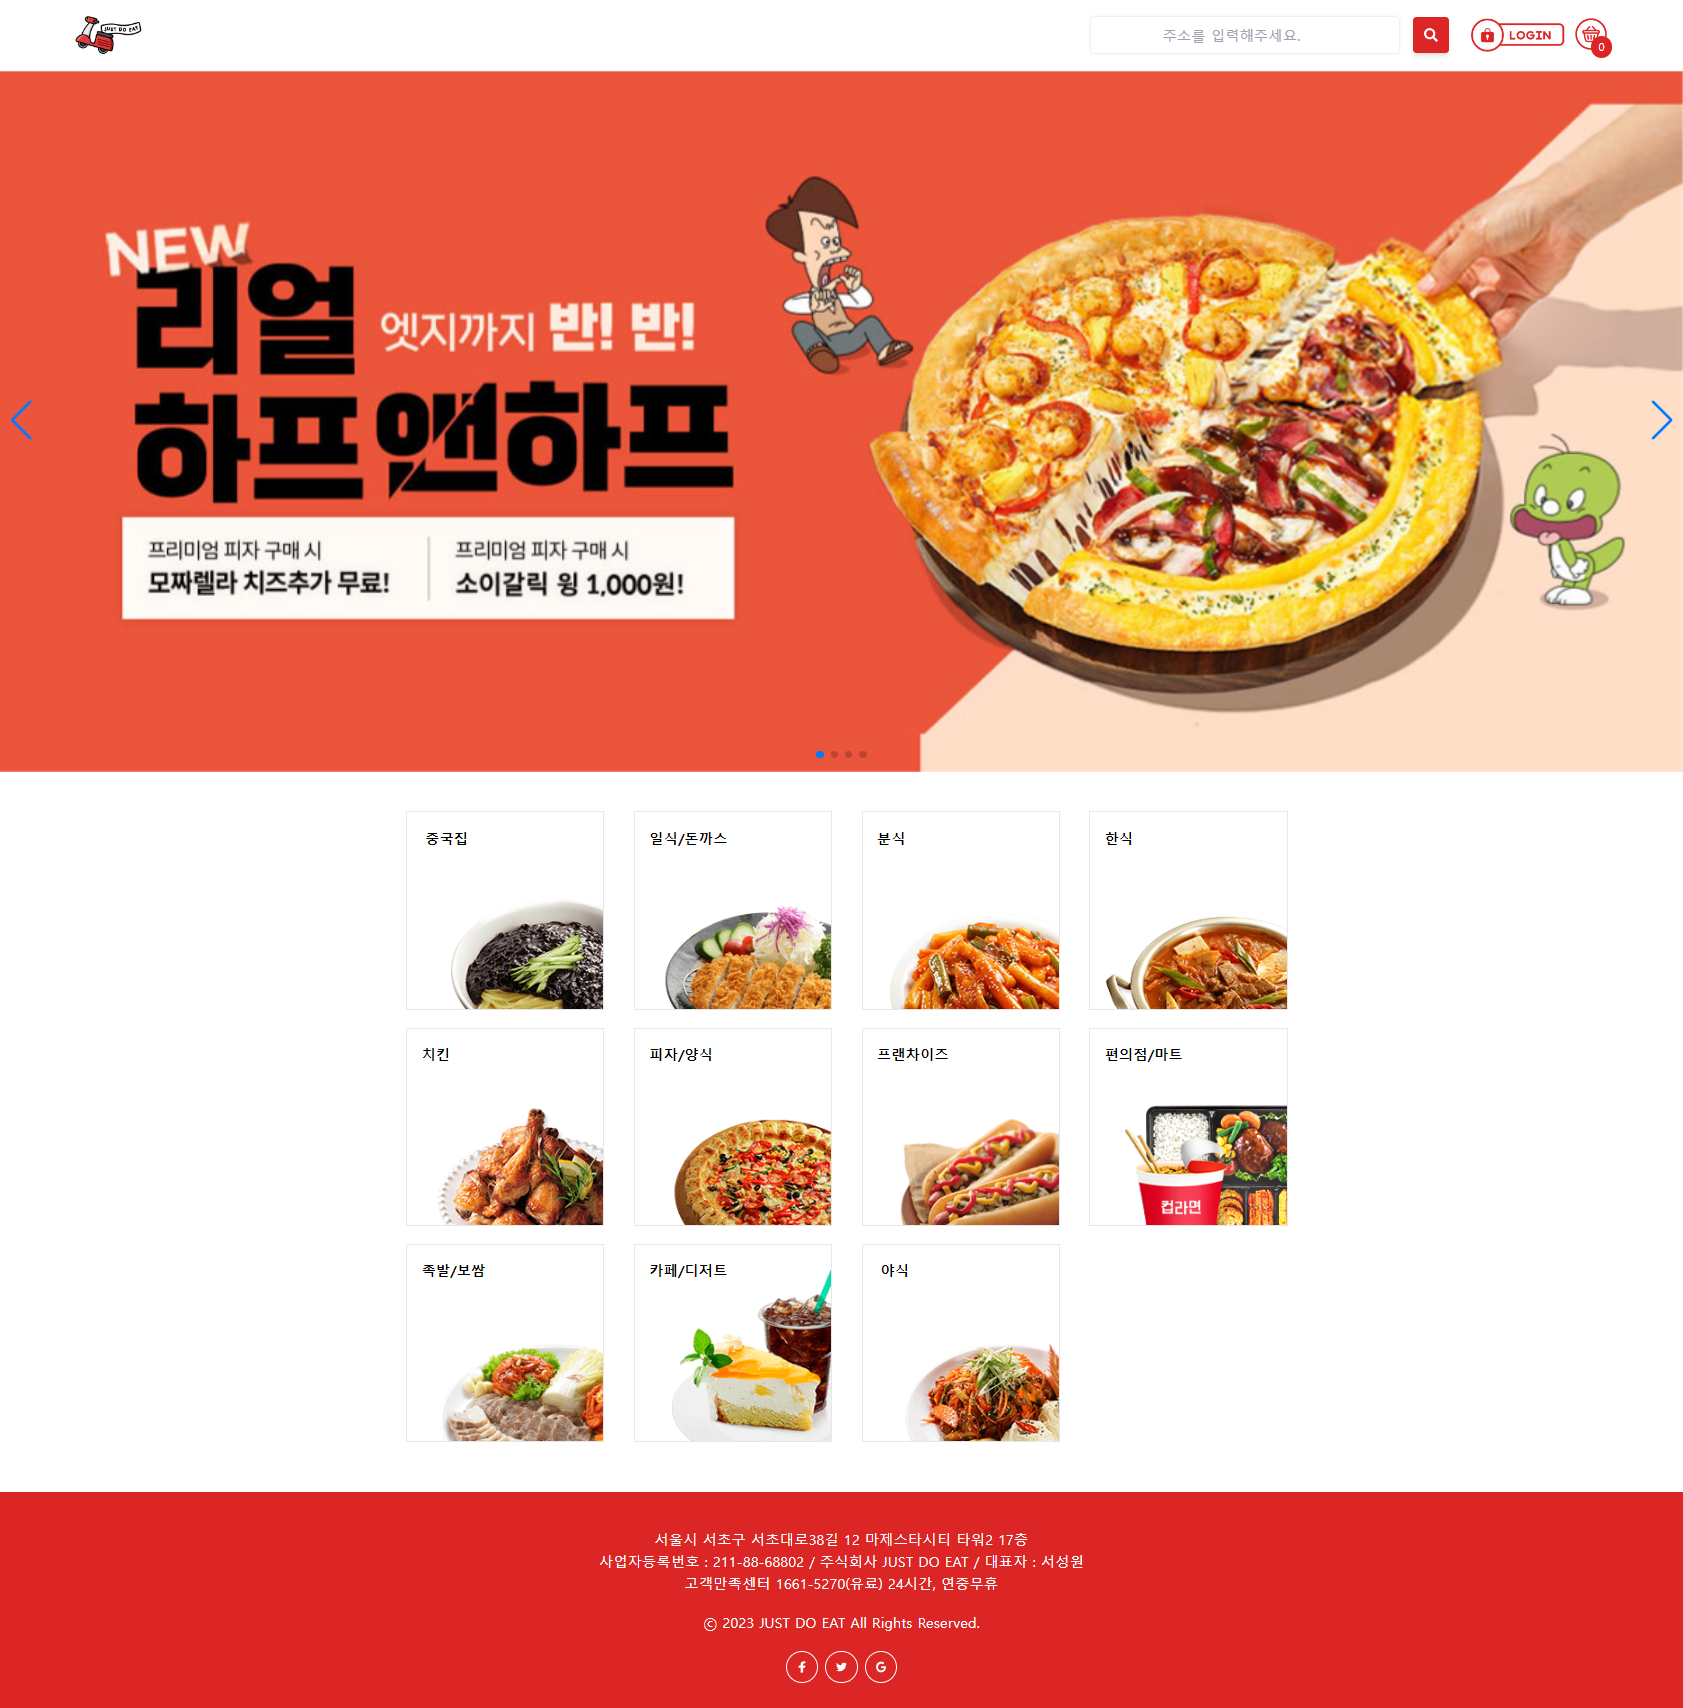 JUST DO EAT
주소를 입력해주세요.
LOGIN
0
NEW
리얼
엣지까지 반! 반!
하프앤하프
프리미엄 피자 구매 시
모짜렐라 치즈추가 무료!
프리미엄 피자 구매 시
소이갈릭 윙 1,000원!
중국집
일식/돈까스
분식
한식
치킨
피자/양식
프랜차이즈
편의점/마트
컵라면
족발/보쌈
카페/디저트
야식
서울시 서초구 서초대로38길 12 마제스타시티 타워2 17층
사업자등록번호 : 211-88-68802 / 주식회사 JUST DO EAT / 대표자 : 서성원
고객만족센터 1661-5270(유료) 24시간, 연중무휴
© 2023 JUST DO EAT All Rights Reserved.